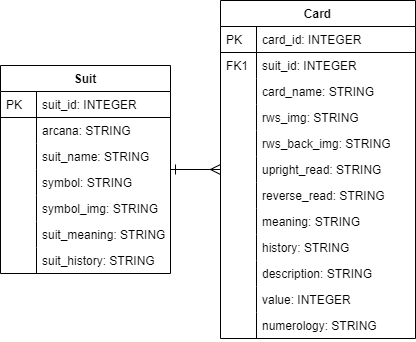 Suit
PK suit_id: INTEGER
arcana: STRING
suit_name: STRING
symbol: STRING
symbol_img: STRING
suit_meaning: STRING
suit_history: STRING
Card
PK card_id: INTEGER
FK1 suit_id: INTEGER
card_name: STRING
rws_img: STRING
rws_back_img: STRING
upright_read: STRING
reverse_read: STRING
meaning: STRING
history: STRING
description: STRING
value: INTEGER
numerology: STRING